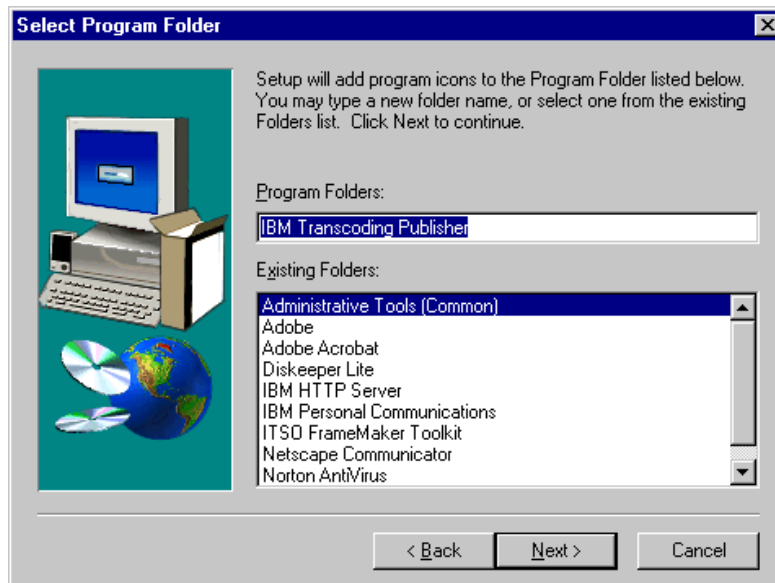 Select Program Folder
Setup will add program icons to the Program Folder listed below.
You may type a new folder name, or select one from the existing
Folders list. Click Next to continue.
Program Folders:
IBM Transcoding Publisher
Existing Folders:
Administrative Tools (Common)
Adobe
Adobe Acrobat
Diskeeper Lite
IBM HTTP Server
IBM Personal Communications
ITSO FrameMaker Toolkit
Netscape Communicator
Norton AntiVirus
< Back
Next >
Cancel